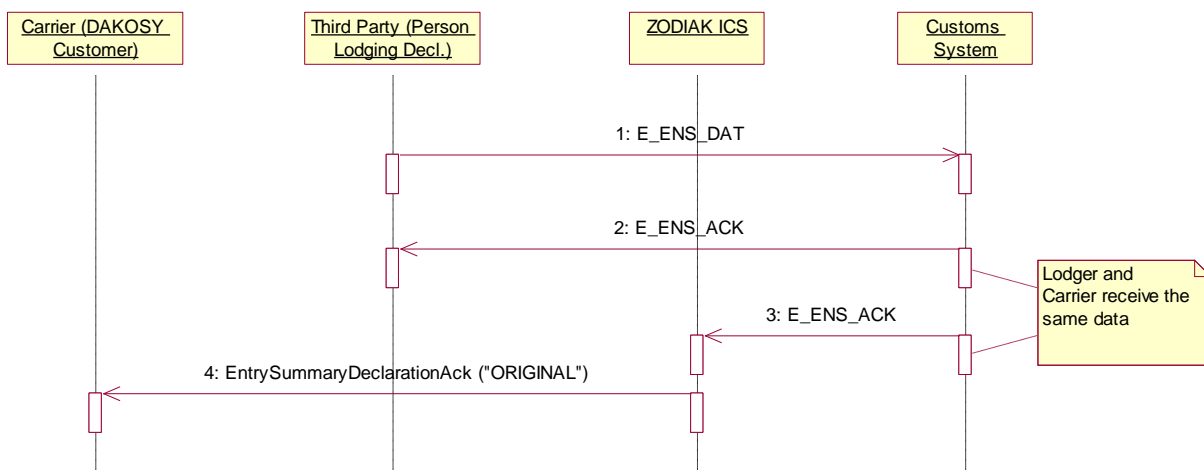 Carrier (DAKOSY
Customer)
Third Party (Person
Lodging Decl.)
ZODIAK ICS
Customs
System
1: E_ENS_DAT
2: E_ENS_ACK
Lodger and
Carrier receive the
same data
3: E_ENS_ACK
4: EntrySummaryDeclarationAck ("ORIGINAL")